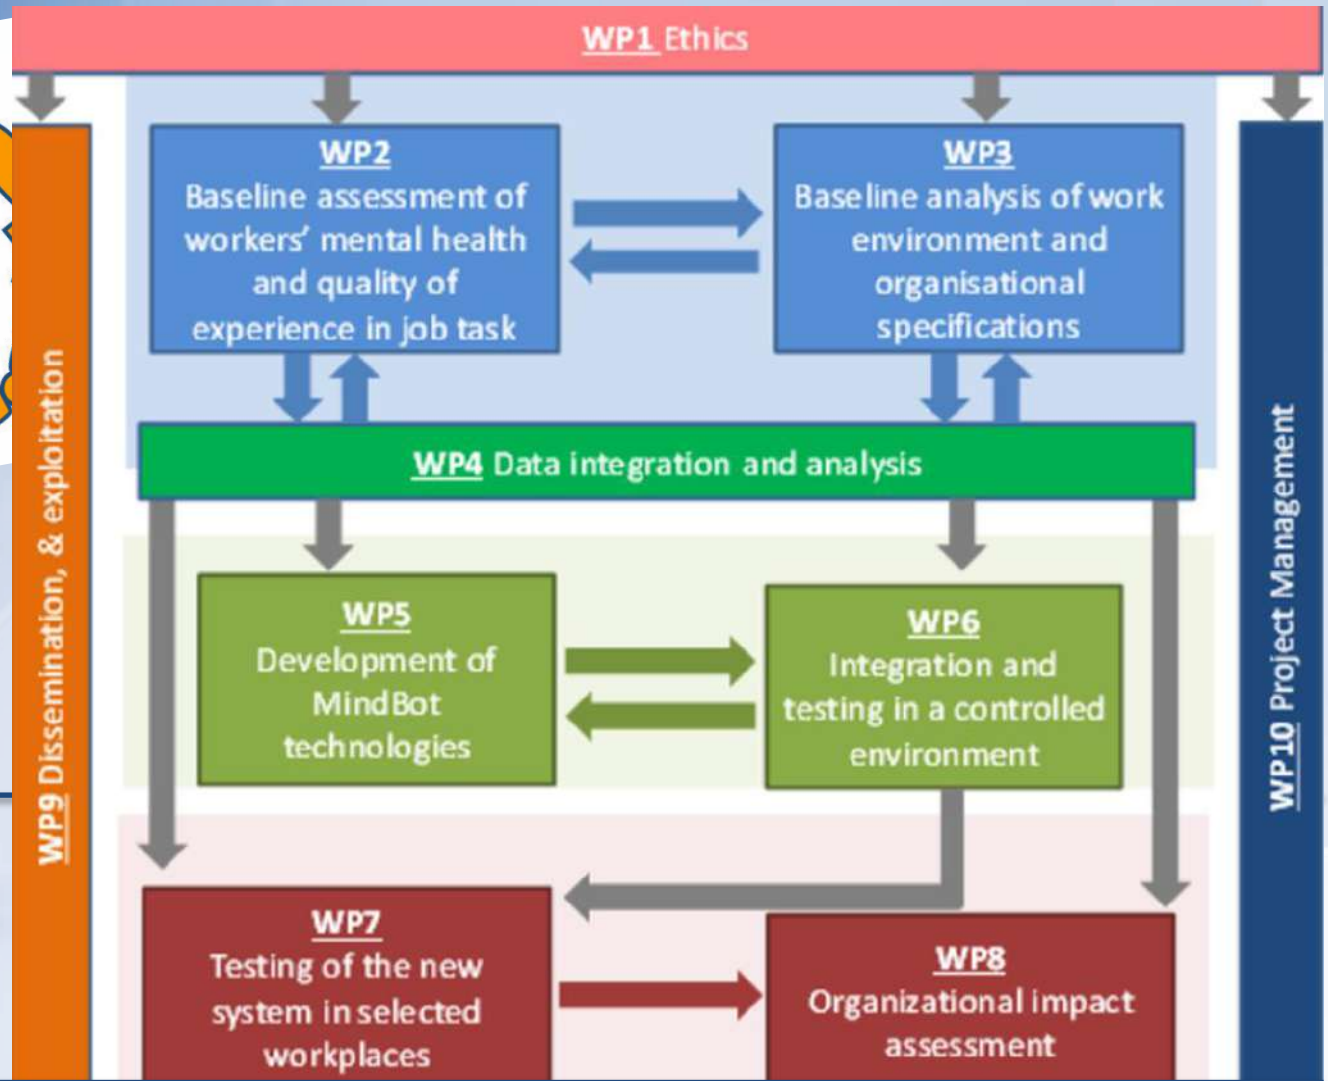 WP1 Ethics
WP2
Baseline assessment of
workers’ mental health
and quality of
experience in job task
WP3
Baseline analysis of work
environment and
organisational
specifications
WP4 Data integration and analysis
WP5
Development of
MindBot
technologies
WP6
Integration and
testing in a controlled
environment
WP7
Testing of the new
system in selected
workplaces
WP8
Organizational impact
assessment
WP9 Dissemination, & exploitation
WP10 Project Management